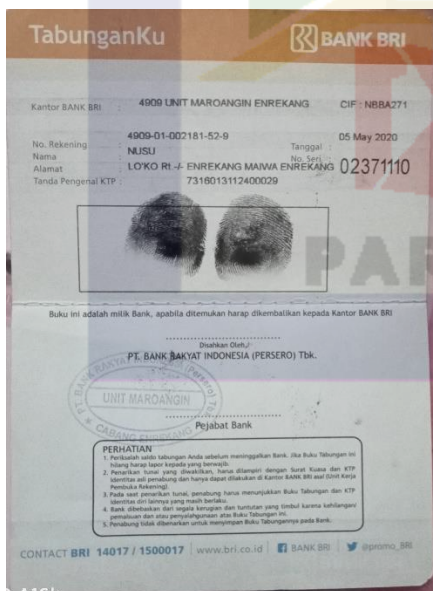 TabunganKu
BANK BRI
Kantor BANK BRI : 4909 UNIT MAROANGIN ENREKANG CIF : NBBA271
No. Rekening : 4909-01-002181-52-9 Tanggal : 05 May 2020
Nama : NUSU No. Seri : 02371110
Alamat : LO'KO Rt -/- ENREKANG MAIWA ENREKANG
Tanda Pengenal KTP : 7316013112400029
PAR
Buku ini adalah milik Bank, apabila ditemukan harap dikembalikan kepada Kantor BANK BRI
Disahkan Oleh,
PT. BANK RAKYAT INDONESIA (PERSERO) Tbk.
UNIT MAROANGIN
Pejabat Bank
PERHATIAN
1. Periksalah saldo tabungan Anda sebelum meninggalkan Bank. Jika Buku Tabungan ini
hilang harap lapor kepada yang berwajib.
2. Penarikan tunai yang diwakilkan, harus dilampiri dengan Surat Kuasa dan KTP
identitas asli penabung dan hanya dapat dilakukan di Kantor BANK BRI asal (Unit Kerja
Pembuka Rekening).
3. Pada saat penarikan tunai, penabung harus menunjukkan Buku Tabungan dan KTP
identitas diri lainnya yang masih berlaku.
4. Bank dibebaskan dari segala kerugian dan tuntutan yang timbul karena kehilangan/
pemalsuan dan atau penyalahgunaan atas Buku Tabungan ini.
5. Penabung tidak dibenarkan untuk menyimpan Buku Tabungannya pada Bank.
CONTACT BRI 14017 / 1500017 | www.bri.co.id | BANK BRI | @promo_BRI